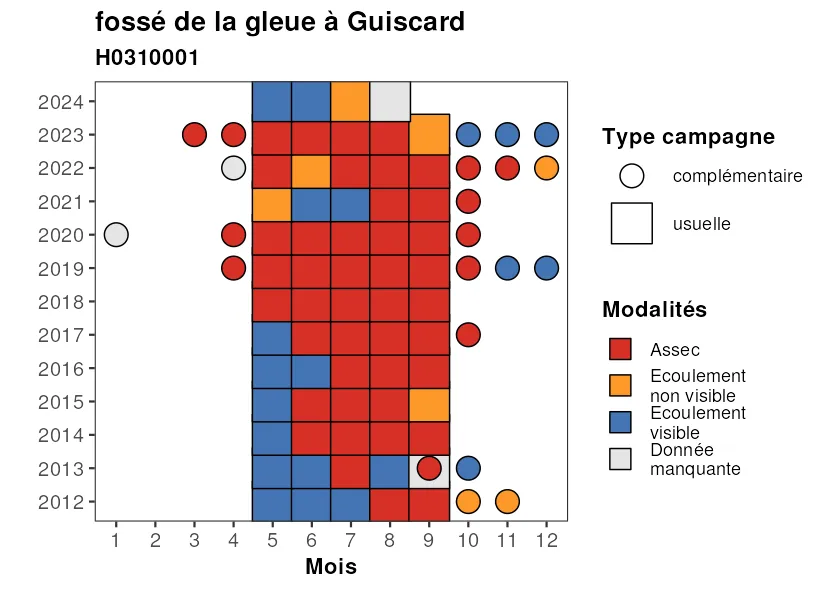 fossé de la gleue à Guiscard
H0310001
2024
2023
2022
2021
2020
2019
2018
2017
2016
2015
2014
2013
2012
1 2 3 4 5 6 7 8 9 10 11 12
Mois
Type campagne
complémentaire
usuelle
Modalités
Assec
Ecoulement
non visible
Ecoulement
visible
Donnée
manquante